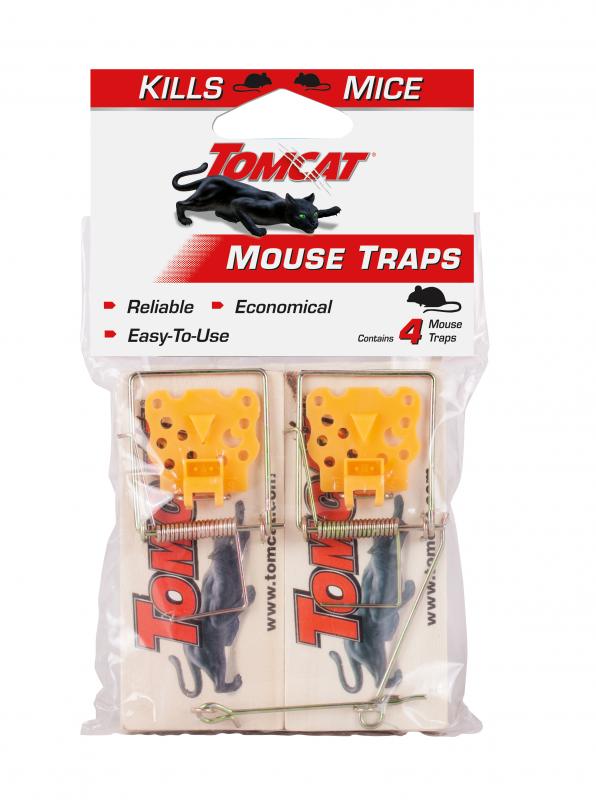 KILLS MICE
TOMCAT®
MOUSE TRAPS
Reliable Economical
Easy-To-Use
Contains 4 Mouse Traps
TOMCAT
www.tomcat.com
TOMCAT
www.tomcat.com